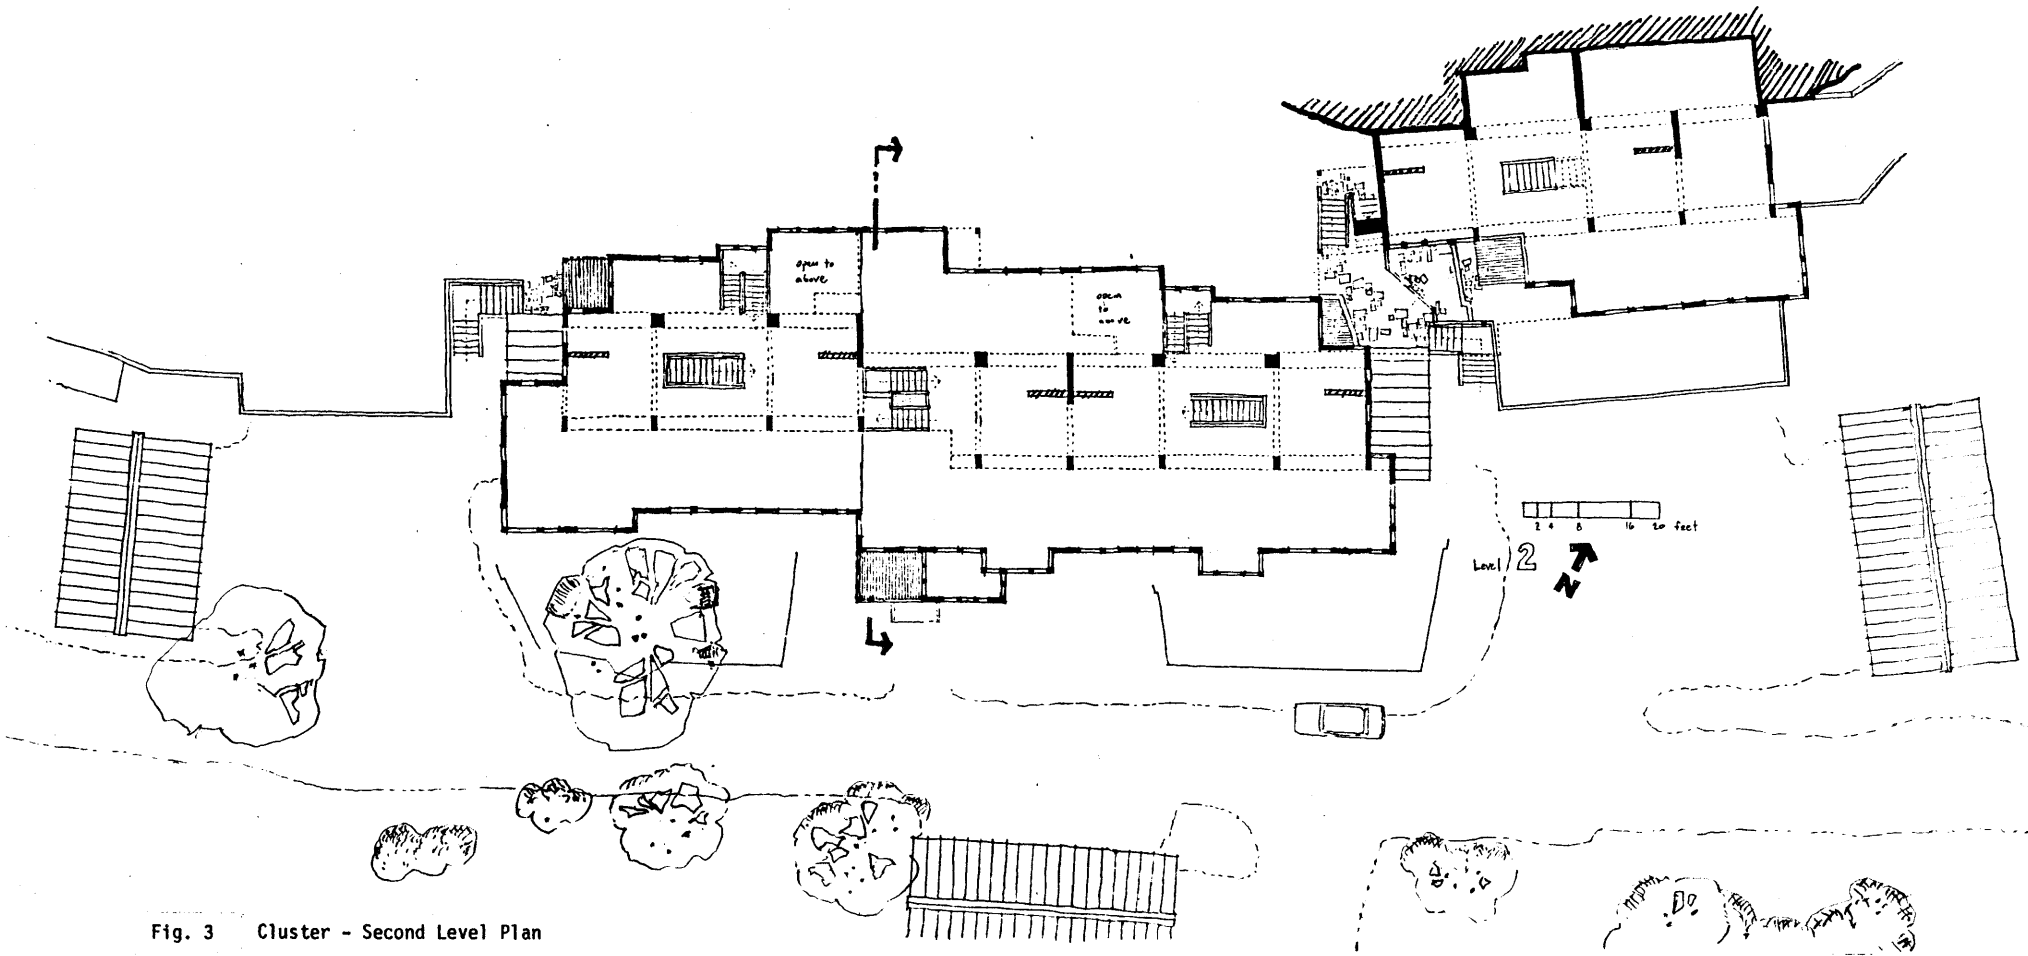 open to
above
open
to
above
2 4 8 16 20 feet
Level 2
N
Fig. 3 Cluster - Second Level Plan